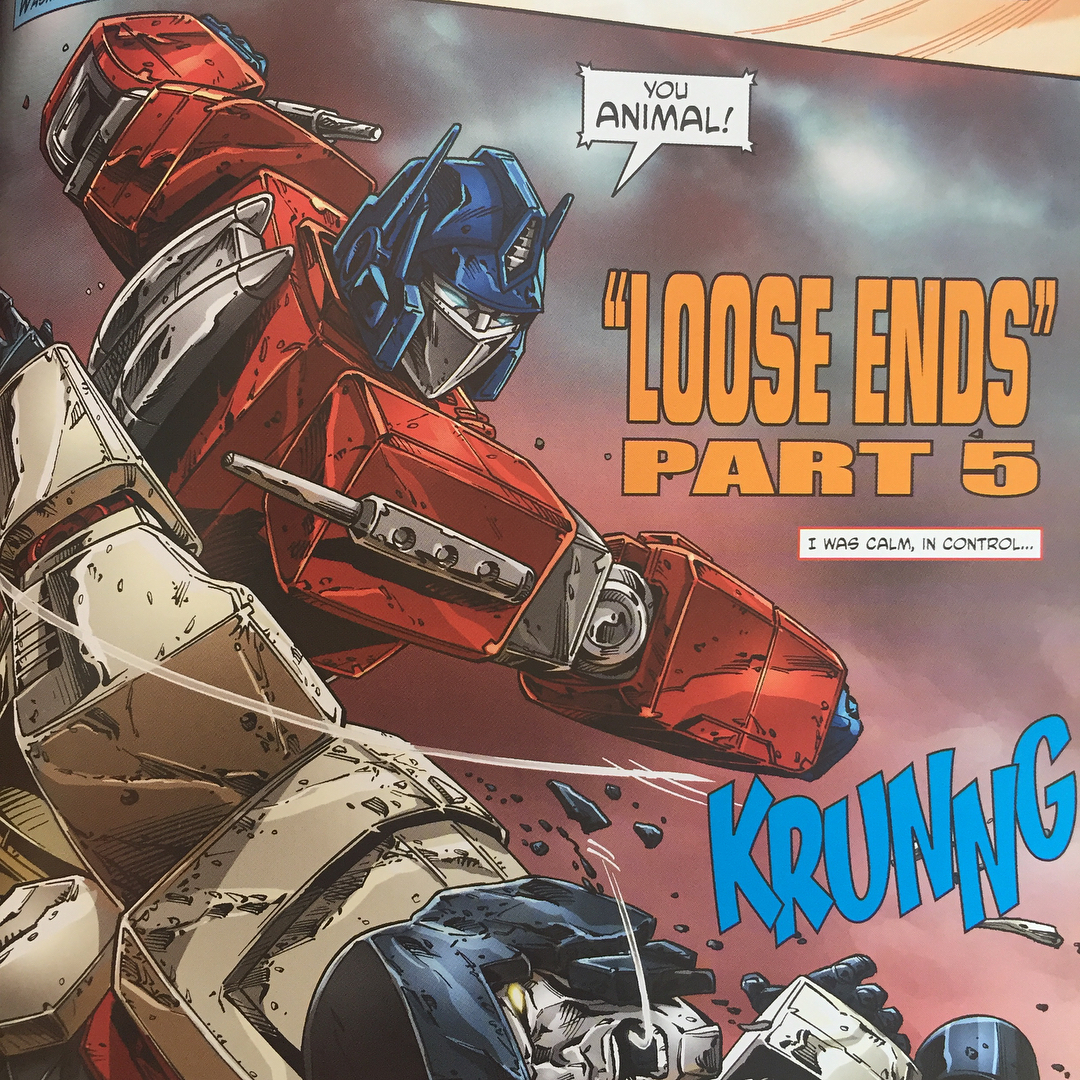 YOU
ANIMAL!
“LOOSE ENDS”
PART 5
I WAS CALM, IN CONTROL...
KRUNNG